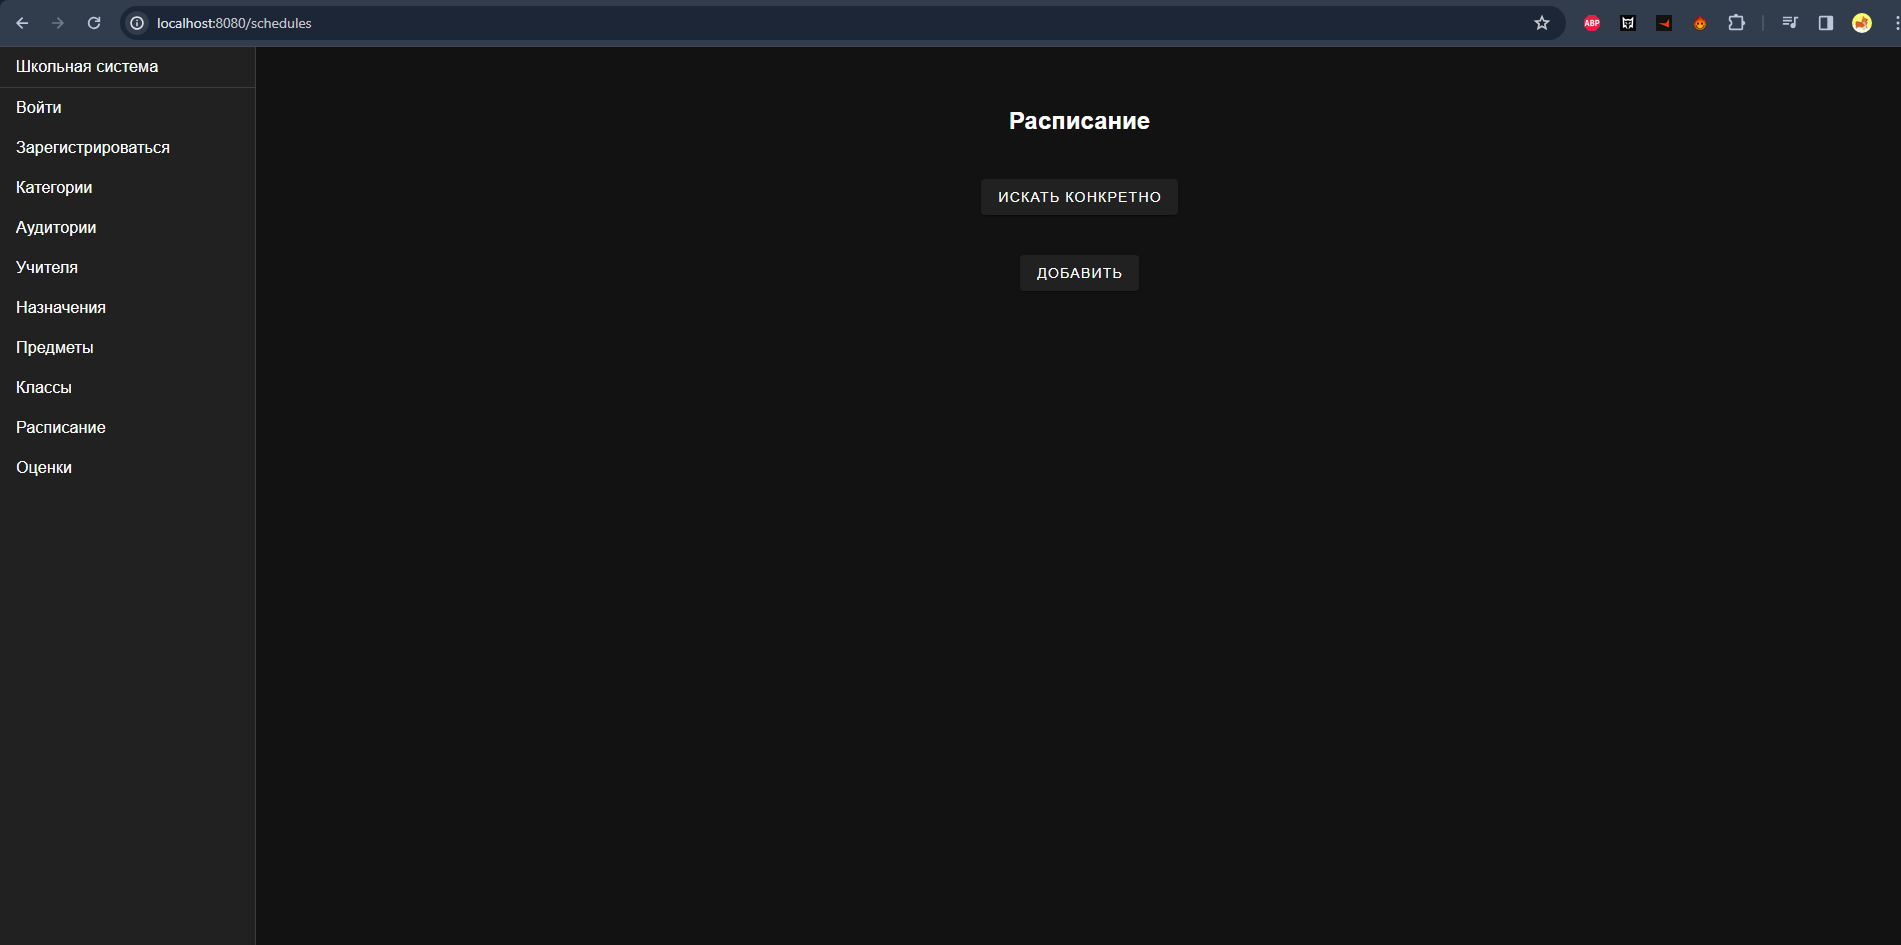 localhost:8080/schedules
ABP
Школьная система
Войти
Зарегистрироваться
Категории
Аудитории
Учителя
Назначения
Предметы
Классы
Расписание
Оценки
Расписание
ИСКАТЬ КОНКРЕТНО
ДОБАВИТЬ